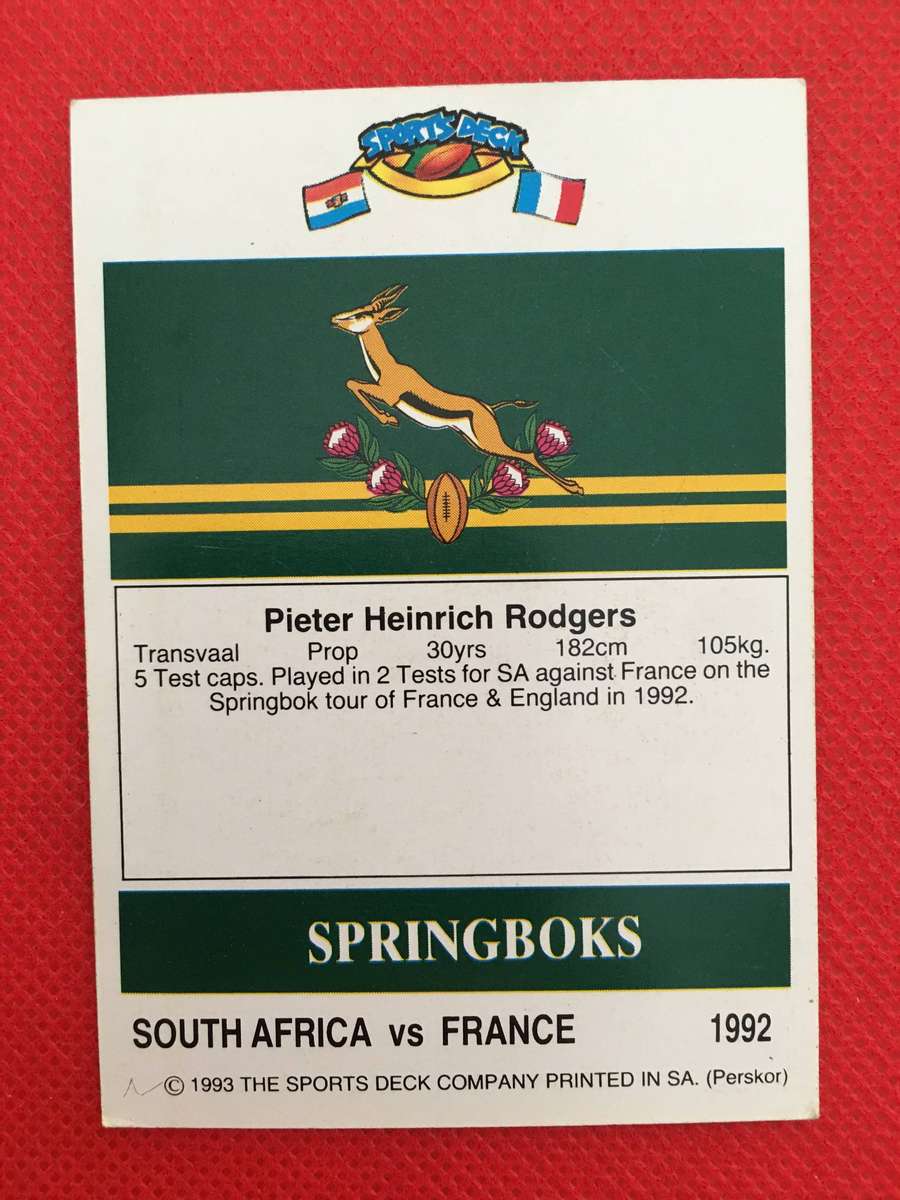 SPORTS DECK
Pieter Heinrich Rodgers
Transvaal Prop 30yrs 182cm 105kg.
5 Test caps. Played in 2 Tests for SA against France on the
Springbok tour of France & England in 1992.
SPRINGBOKS
SOUTH AFRICA vs FRANCE 1992
© 1993 THE SPORTS DECK COMPANY PRINTED IN SA. (Perskor)